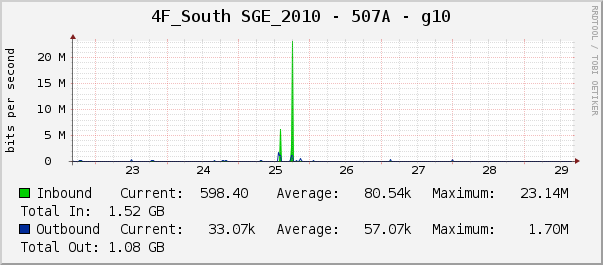 4F_South SGE_2010 - 507A - g10
RRDTOOL / TOBI OETIKER
bits per second
20 M
15 M
10 M
5 M
0
23 24 25 26 27 28 29
Inbound Current: 598.40 Average: 80.54k Maximum: 23.14M
Total In: 1.52 GB
Outbound Current: 33.07k Average: 57.07k Maximum: 1.70M
Total Out: 1.08 GB